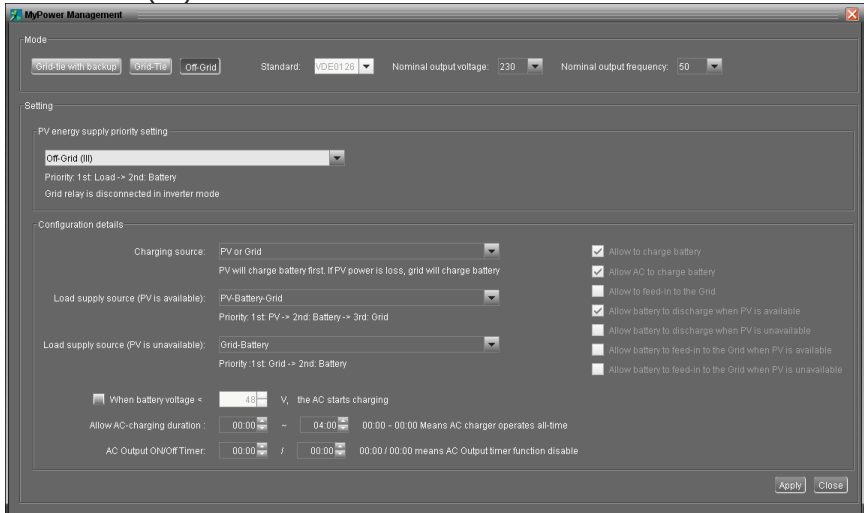 MyPower Management
Mode
Grid-tie with backup Grid-Tie Off-Grid Standard: VDE0126 Nominal output voltage: 230 Nominal output frequency: 50
Setting
PV energy supply priority setting
Off-Grid (III)
Priority: 1st: Load -> 2nd: Battery
Grid relay is disconnected in inverter mode
Configuration details
Charging source: PV or Grid
PV will charge battery first. If PV power is loss, grid will charge battery
Load supply source (PV is available): PV-Battery-Grid
Priority: 1st: PV -> 2nd: Battery -> 3rd: Grid
Load supply source (PV is unavailable): Grid-Battery
Priority :1st: Grid -> 2nd: Battery
When battery voltage < 48 V, the AC starts charging
Allow AC-charging duration : 00:00 ~ 04:00 00:00 - 00:00 Means AC charger operates all-time
AC Output ON/Off Timer: 00:00 / 00:00 00:00 / 00:00 means AC Output timer function disable
Allow to charge battery
Allow AC to charge battery
Allow to feed-in to the Grid
Allow battery to discharge when PV is available
Allow battery to discharge when PV is unavailable
Allow battery to feed-in to the Grid when PV is available
Allow battery to feed-in to the Grid when PV is unavailable
Apply Close